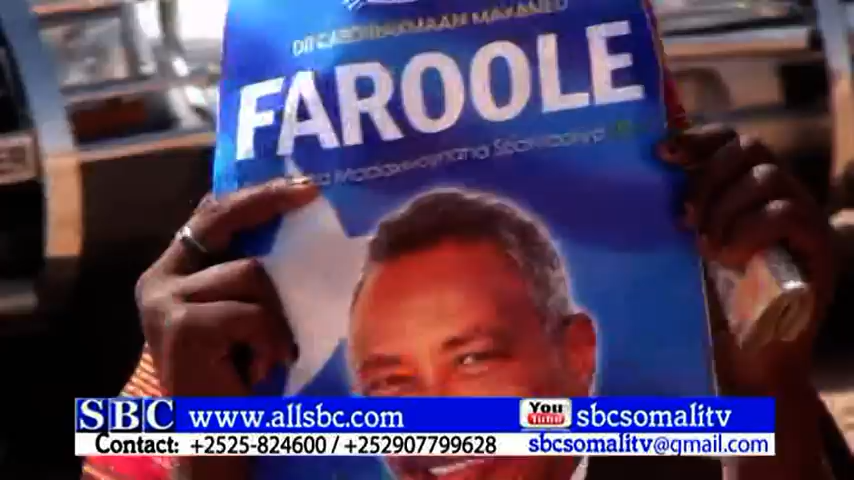 FAROOLE
SBC www.allsbc.com You Tube sbcsomalitv
Contact: +2525-824600 / +252907799628 sbcsomalitv@gmail.com